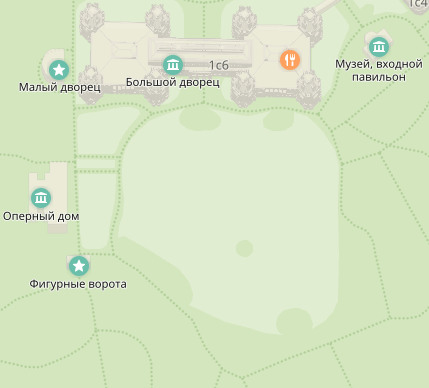 1с4
1с6
Музей, входной
павильон
Большой дворец
Малый дворец
Оперный дом
Фигурные ворота